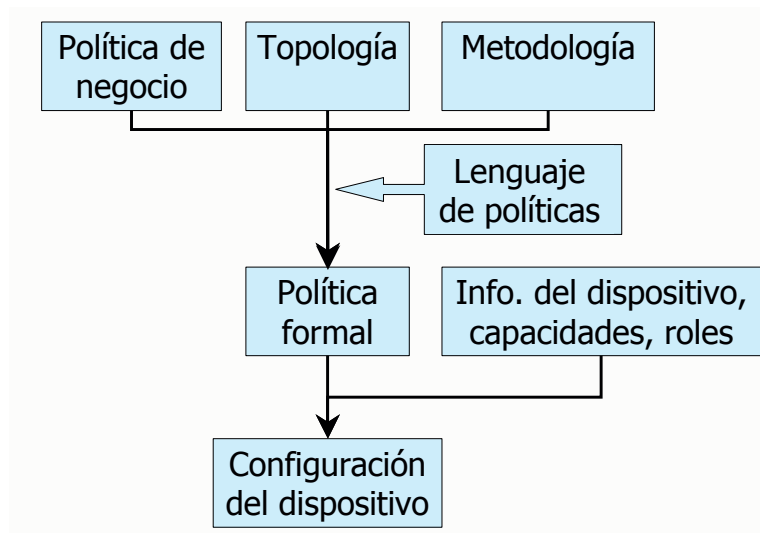 Política de
negocio
Topología
Metodología
Lenguaje
de políticas
Política
formal
Info. del dispositivo,
capacidades, roles
Configuración
del dispositivo